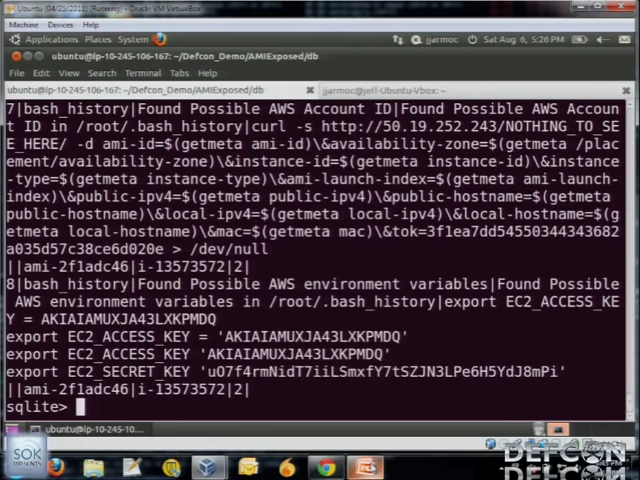 Ubuntu (04/25/2011) [Running] - Oracle VM VirtualBox
Machine Devices Help
Applications Places System jjarmoc Sat Aug 6, 5:26 PM
ubuntu@ip-10-245-106-167: ~/Defcon_Demo/AMIExposed/db
File Edit View Search Terminal Tabs Help
ubuntu@ip-10-245-106-167: ~/Defcon_Demo/AMIExposed/db jjarmoc@jeff-Ubuntu-Vbox: ~
7|bash_history|Found Possible AWS Account ID|Found Possible AWS Accoun
t ID in /root/.bash_history|curl -s http://50.19.252.243/NOTHING_TO_SE
E_HERE/ -d ami-id=$(getmeta ami-id)\&availability-zone=$(getmeta /plac
ement/availability-zone)\&instance-id=$(getmeta instance-id)\&instance
-type=$(getmeta instance-type)\&ami-launch-index=$(getmeta ami-launch-
index)\&public-ipv4=$(getmeta public-ipv4)\&public-hostname=$(getmeta
public-hostname)\&local-ipv4=$(getmeta local-ipv4)\&local-hostname=$(g
etmeta local-hostname)\&mac=$(getmeta mac)\&tok=3f1ea7dd54550344343682
a035d57c38ce6d020e > /dev/null
||ami-2f1adc46|i-13573572|2|
8|bash_history|Found Possible AWS environment variables|Found Possible
AWS environment variables in /root/.bash_history|export EC2_ACCESS_KE
Y = AKIAIAMUXJA43LXKPMDQ
export EC2_ACCESS_KEY = 'AKIAIAMUXJA43LXKPMDQ'
export EC2_ACCESS_KEY 'AKIAIAMUXJA43LXKPMDQ'
export EC2_SECRET_KEY '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'
||ami-2f1adc46|i-13573572|2|
sqlite>
ubuntu@ip-10-245-10...
SOK
PRESENTS
DEFCON
DEFCON